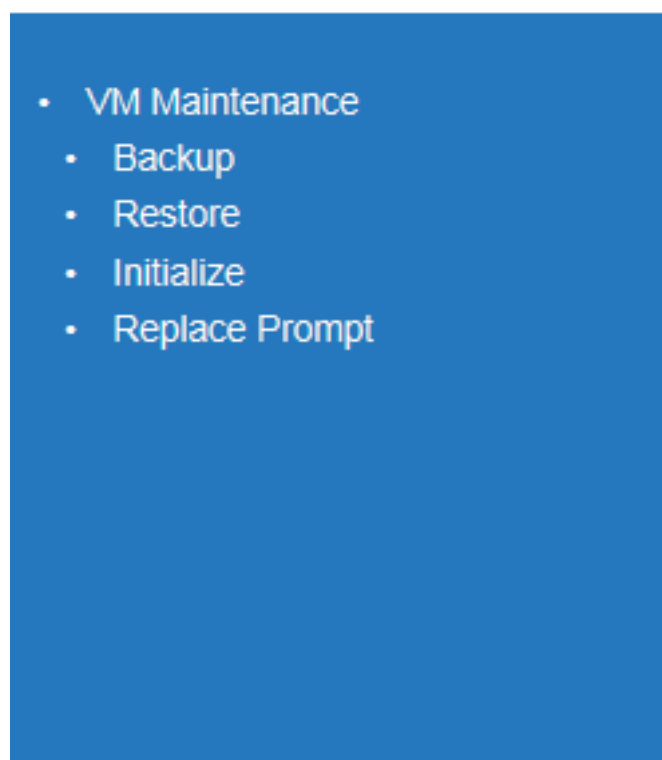 • VM Maintenance
• Backup
• Restore
• Initialize
• Replace Prompt